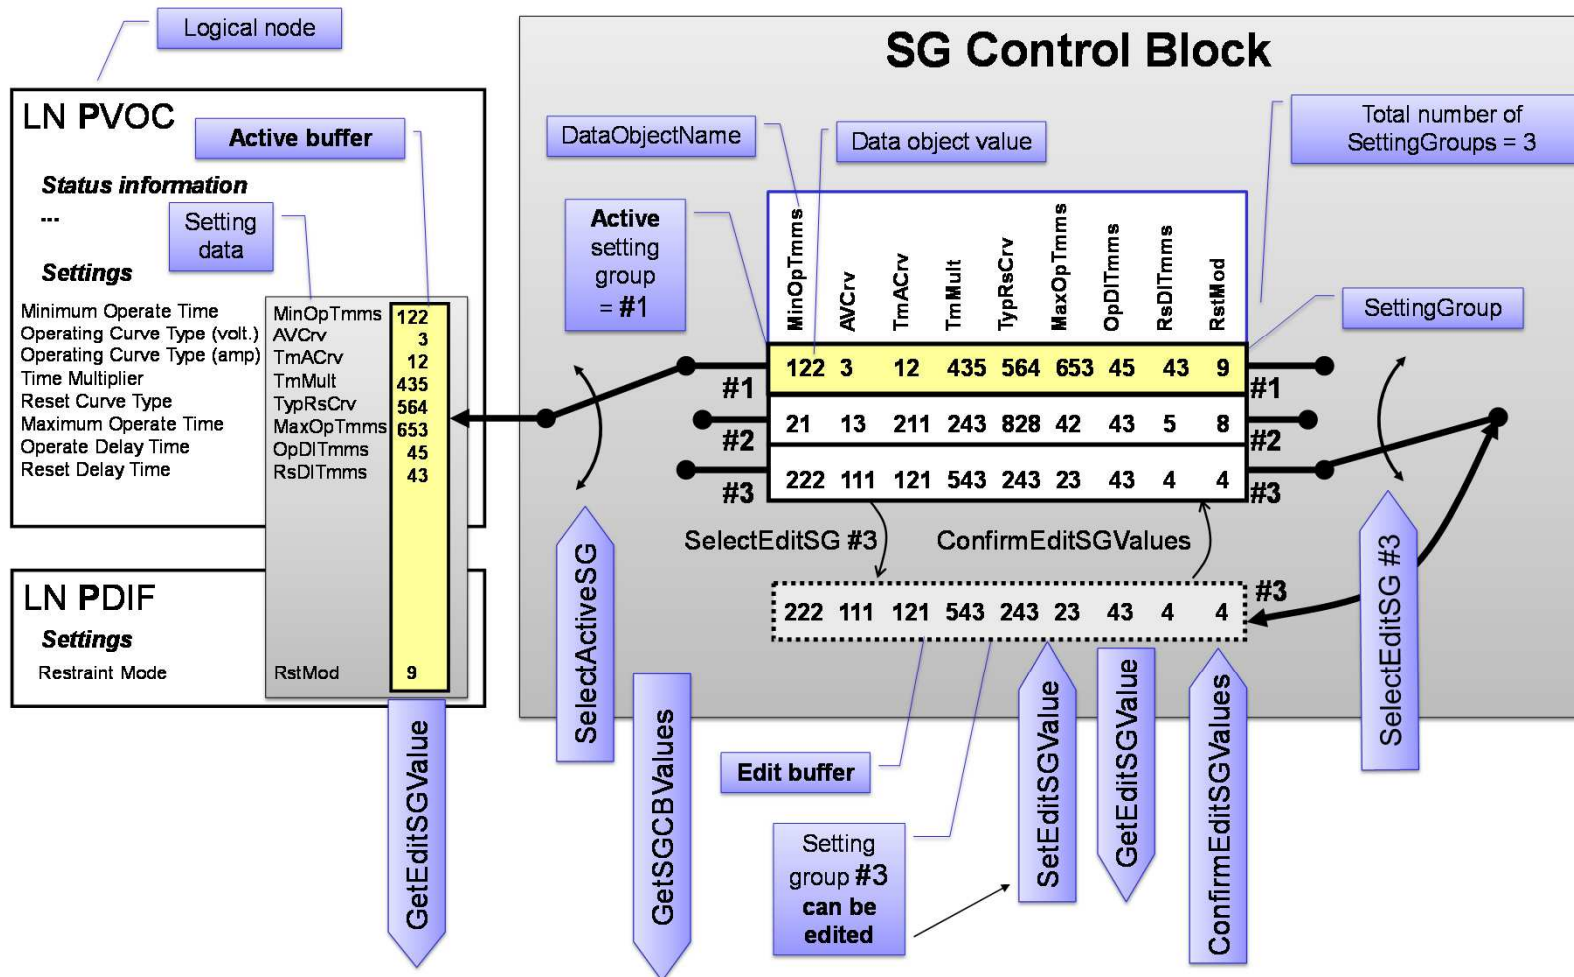 Logical node
SG Control Block
LN PVOC
Active buffer
Status information
...
Setting
data
Settings
Minimum Operate Time
Operating Curve Type (volt.)
Operating Curve Type (amp)
Time Multiplier
Reset Curve Type
Maximum Operate Time
Operate Delay Time
Reset Delay Time
MinOpTmms 122
AVCrv 3
TmACrv 12
TmMult 435
TypRsCrv 564
MaxOpTmms 653
OpDlTmms 45
RsDlTmms 43
LN PDIF
Settings
Restraint Mode
RstMod 9
GetEditSGValue
DataObjectName
Data object value
Total number of
SettingGroups = 3
Active
setting
group
= #1
SettingGroup
MinOpTmms
AVCrv
TmACrv
TmMult
TypRsCrv
MaxOpTmms
OpDlTmms
RsDlTmms
RstMod
#1 122 3 12 435 564 653 45 43 9 #1
#2 21 13 211 243 828 42 43 5 8 #2
#3 222 111 121 543 243 23 43 4 4 #3
SelectEditSG #3
ConfirmEditSGValues
222 111 121 543 243 23 43 4 4 #3
SelectActiveSG
GetSGCBValues
Edit buffer
Setting
group #3
can be
edited
SetEditSGValue
GetEditSGValue
ConfirmEditSGValues
SelectEditSG #3